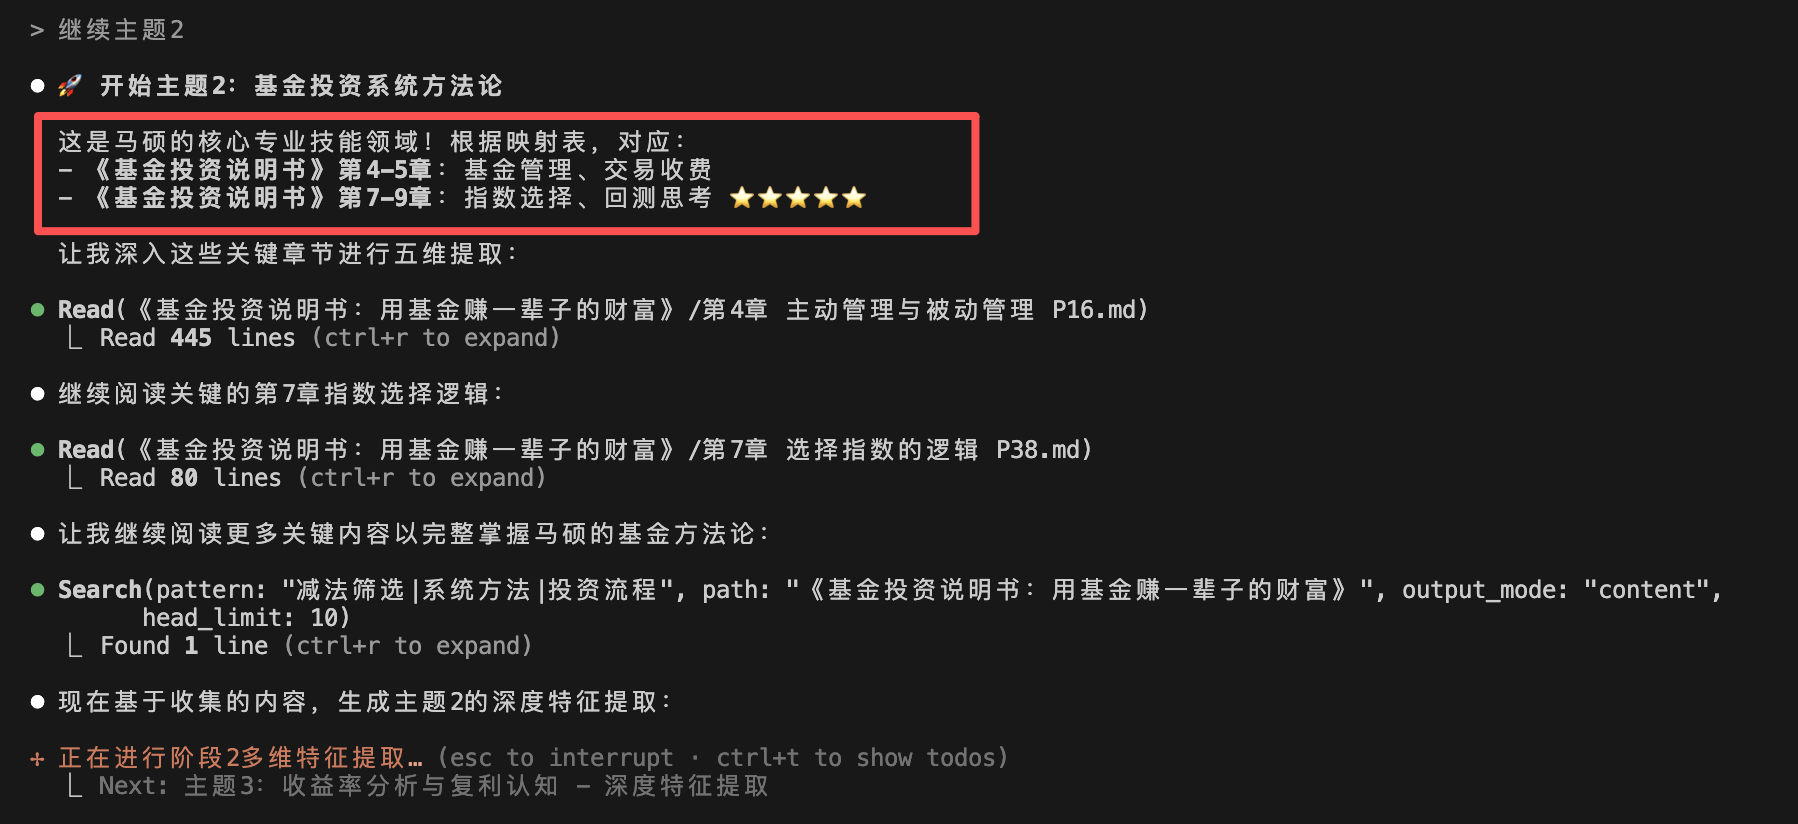 > 继续主题2
● 🚀 开始主题2：基金投资系统方法论
这是马硕的核心专业技能领域！根据映射表，对应：
- 《基金投资说明书》第4-5章：基金管理、交易收费
- 《基金投资说明书》第7-9章：指数选择、回测思考 ⭐⭐⭐⭐⭐
让我深入这些关键章节进行五维提取：
● Read(《基金投资说明书：用基金赚一辈子的财富》/第4章 主动管理与被动管理 P16.md)
⎿ Read 445 lines (ctrl+r to expand)
● 继续阅读关键的第7章指数选择逻辑：
● Read(《基金投资说明书：用基金赚一辈子的财富》/第7章 选择指数的逻辑 P38.md)
⎿ Read 80 lines (ctrl+r to expand)
● 让我继续阅读更多关键内容以完整掌握马硕的基金方法论：
● Search(pattern: "减法筛选|系统方法|投资流程", path: "《基金投资说明书：用基金赚一辈子的财富》", output_mode: "content",
head_limit: 10)
⎿ Found 1 line (ctrl+r to expand)
● 现在基于收集的内容，生成主题2的深度特征提取：
✢ 正在进行阶段2多维特征提取… (esc to interrupt · ctrl+t to show todos)
⎿ Next: 主题3：收益率分析与复利认知 - 深度特征提取